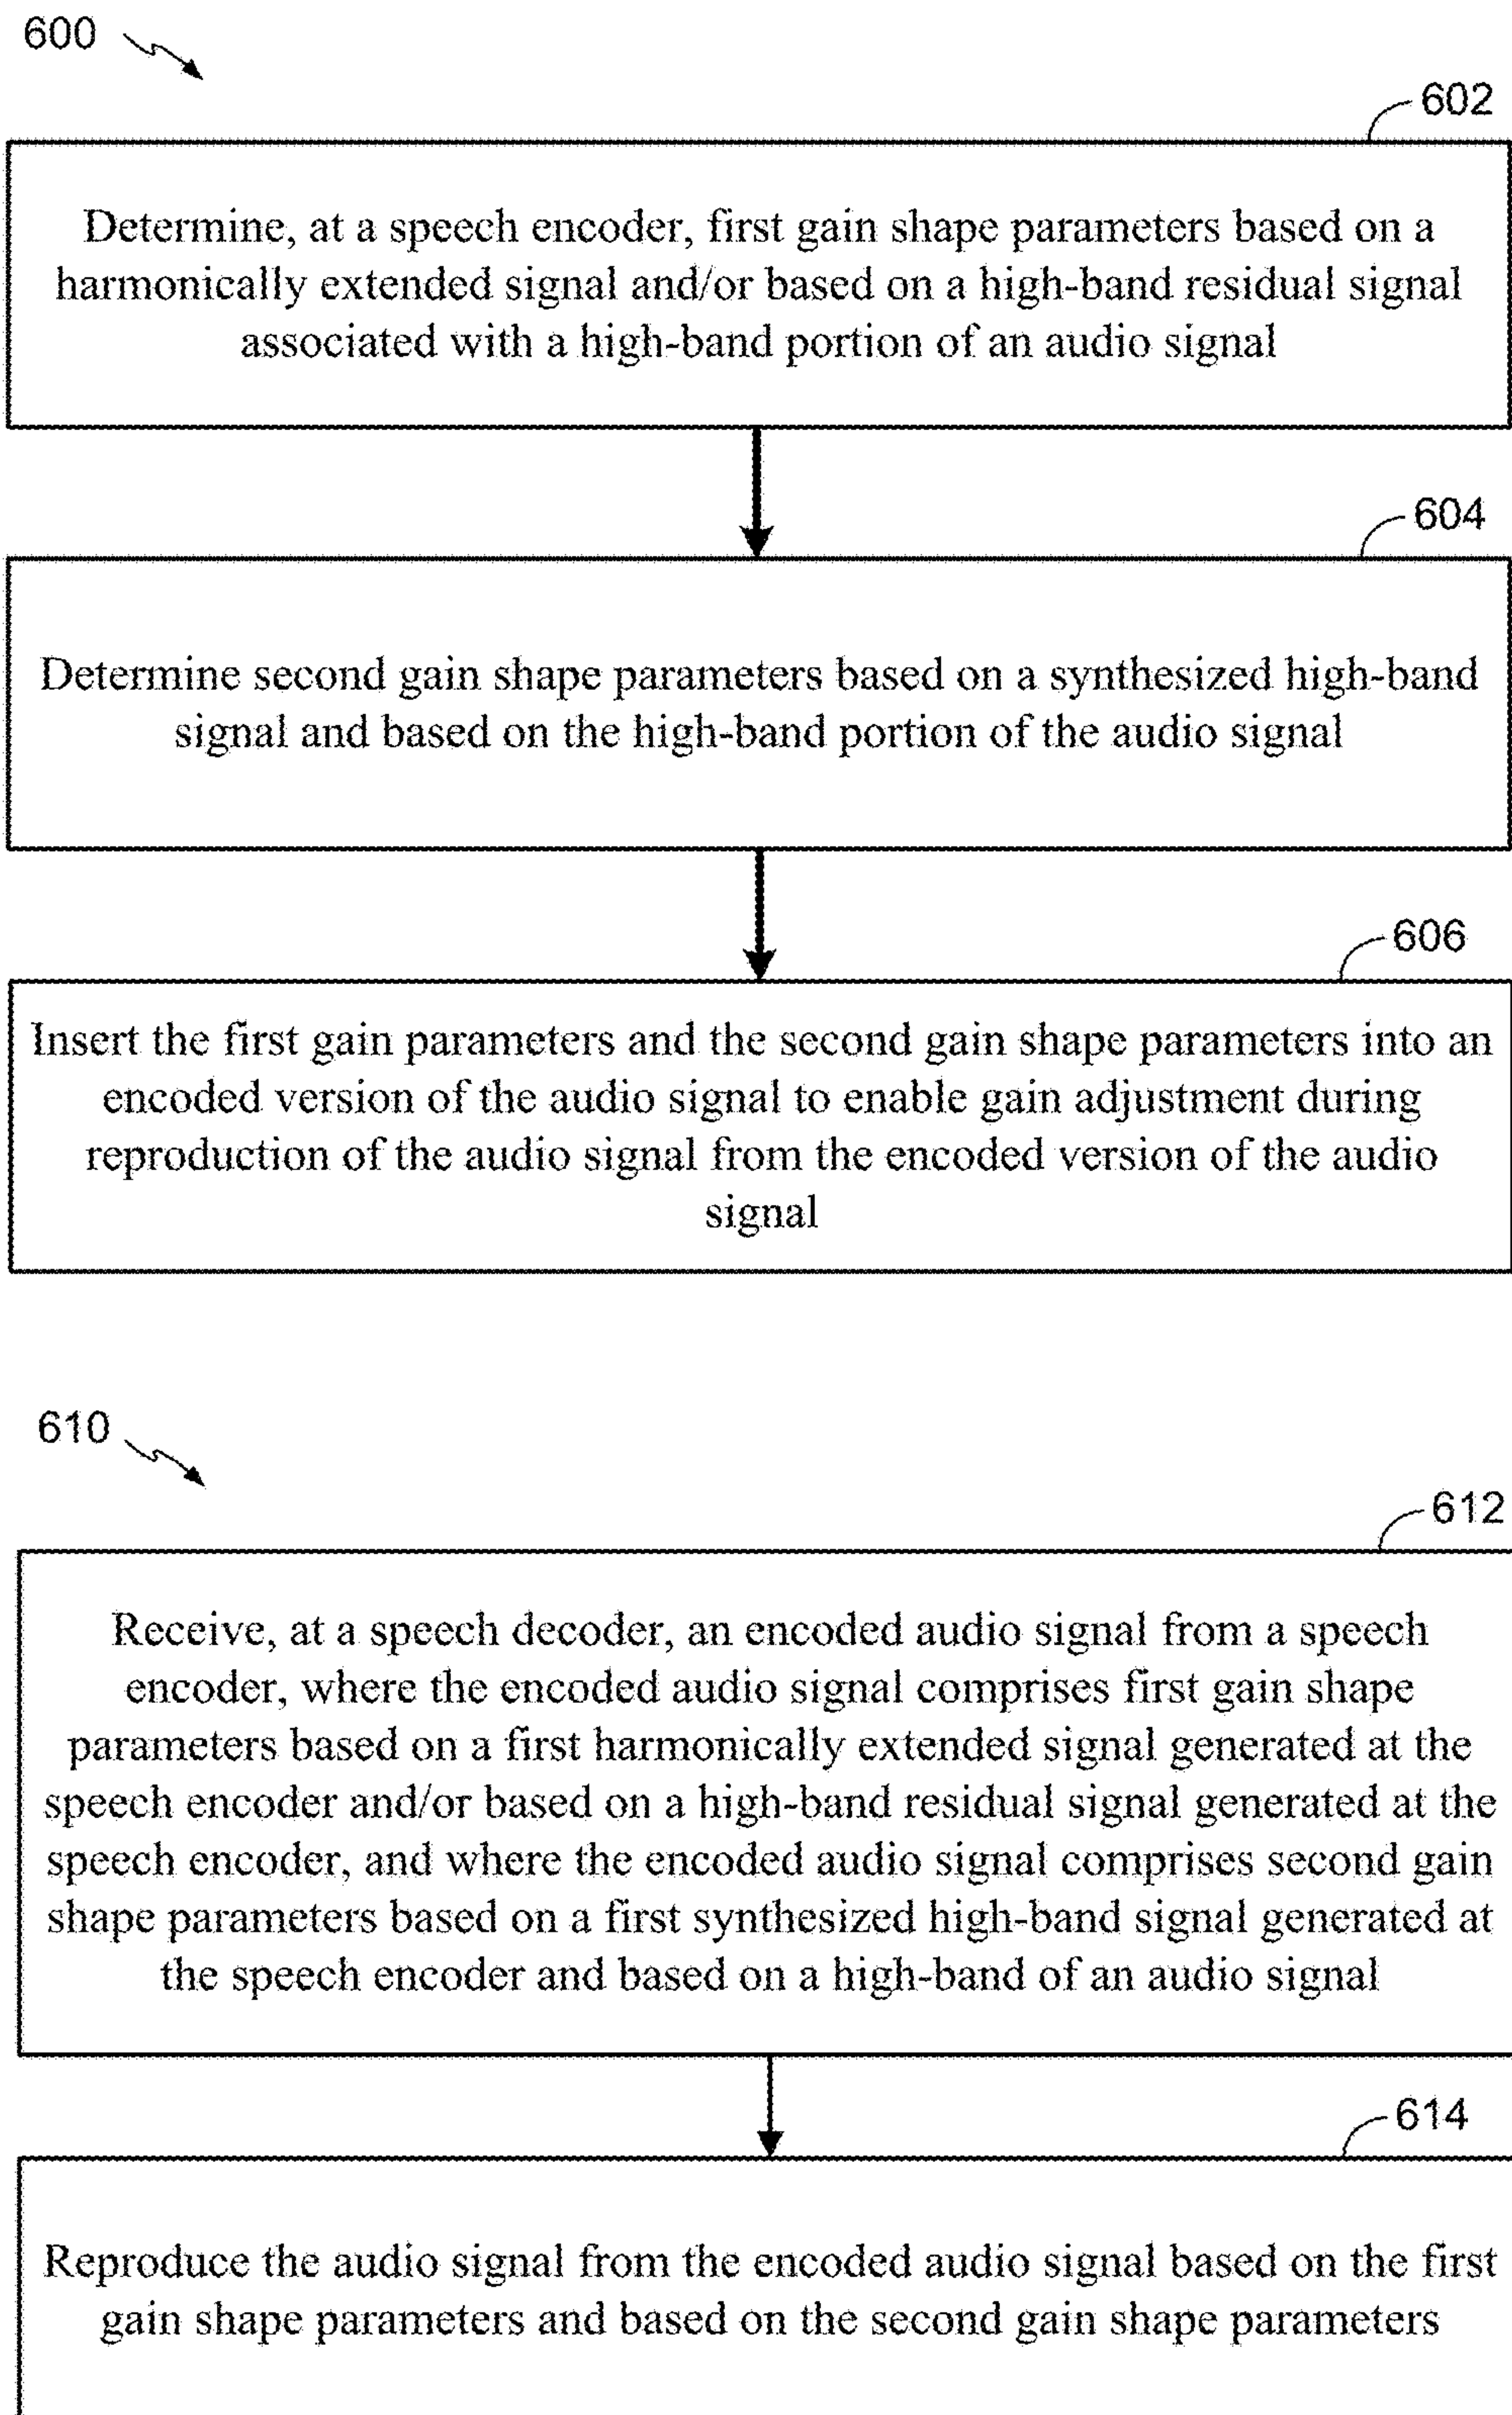 600
602
Determine, at a speech encoder, first gain shape parameters based on a
harmonically extended signal and/or based on a high-band residual signal
associated with a high-band portion of an audio signal
604
Determine second gain shape parameters based on a synthesized high-band
signal and based on the high-band portion of the audio signal
606
Insert the first gain parameters and the second gain shape parameters into an
encoded version of the audio signal to enable gain adjustment during
reproduction of the audio signal from the encoded version of the audio
signal
610
612
Receive, at a speech decoder, an encoded audio signal from a speech
encoder, where the encoded audio signal comprises first gain shape
parameters based on a first harmonically extended signal generated at the
speech encoder and/or based on a high-band residual signal generated at the
speech encoder, and where the encoded audio signal comprises second gain
shape parameters based on a first synthesized high-band signal generated at
the speech encoder and based on a high-band of an audio signal
614
Reproduce the audio signal from the encoded audio signal based on the first
gain shape parameters and based on the second gain shape parameters